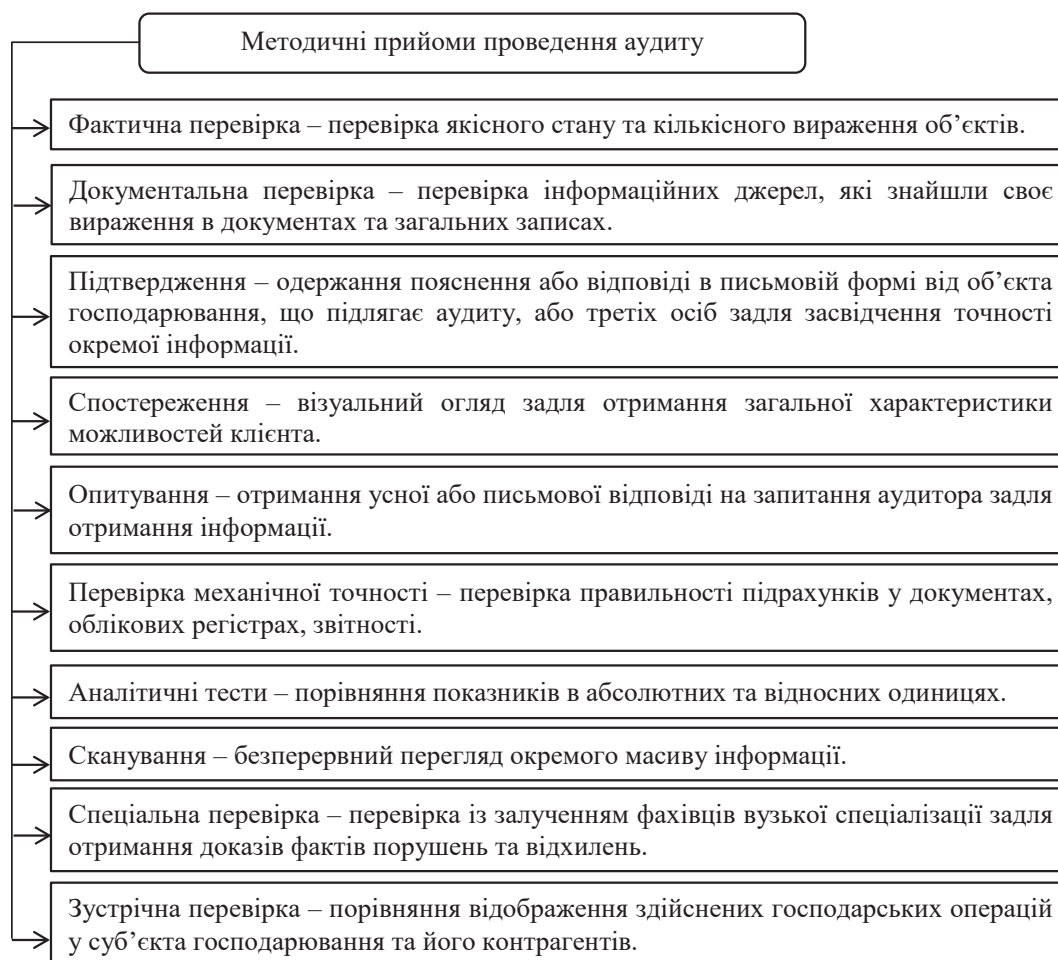 Методичні прийоми проведення аудиту
Фактична перевірка – перевірка якісного стану та кількісного вираження об’єктів.
Документальна перевірка – перевірка інформаційних джерел, які знайшли своє
вираження в документах та загальних записах.
Підтвердження – одержання пояснення або відповіді в письмовій формі від об’єкта
господарювання, що підлягає аудиту, або третіх осіб задля засвідчення точності
окремої інформації.
Спостереження – візуальний огляд задля отримання загальної характеристики
можливостей клієнта.
Опитування – отримання усної або письмової відповіді на запитання аудитора задля
отримання інформації.
Перевірка механічної точності – перевірка правильності підрахунків у документах,
облікових регістрах, звітності.
Аналітичні тести – порівняння показників в абсолютних та відносних одиницях.
Сканування – безперервний перегляд окремого масиву інформації.
Спеціальна перевірка – перевірка із залученням фахівців вузької спеціалізації задля
отримання доказів фактів порушень та відхилень.
Зустрічна перевірка – порівняння відображення здійснених господарських операцій
у суб’єкта господарювання та його контрагентів.